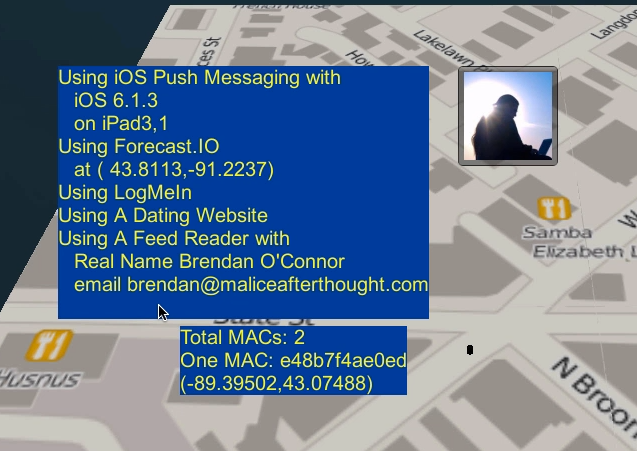 French House
Langdon
Lakelawn Pl
ces St
How
Using iOS Push Messaging with
iOS 6.1.3
on iPad3,1
Using Forecast.IO
at ( 43.8113,-91.2237)
Using LogMeIn
Using A Dating Website
Using A Feed Reader with
Real Name Brendan O'Connor
email brendan@maliceafterthought.com
Samba
Elizabeth L
W
State St
Total MACs: 2
One MAC: e48b7f4ae0ed
(-89.39502,43.07488)
Husnus
N Broom